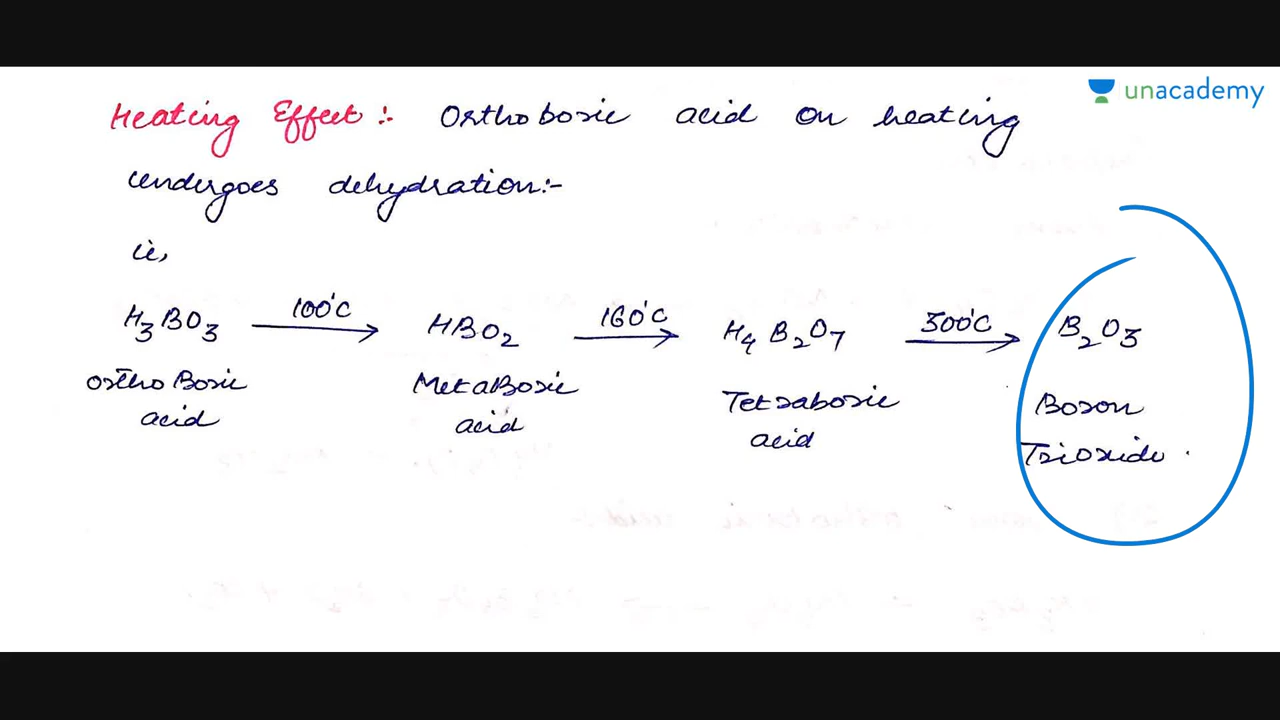 unacademy
Heating Effect:- Orthoboric acid on heating
undergoes dehydration:-
ie,
H₃BO₃ 100°C HBO₂ 160°C H₄B₂O₇ 300°C B₂O₃
Ortho Boric acid
MetaBoric acid
Tetraboric acid
Boron Trioxide.